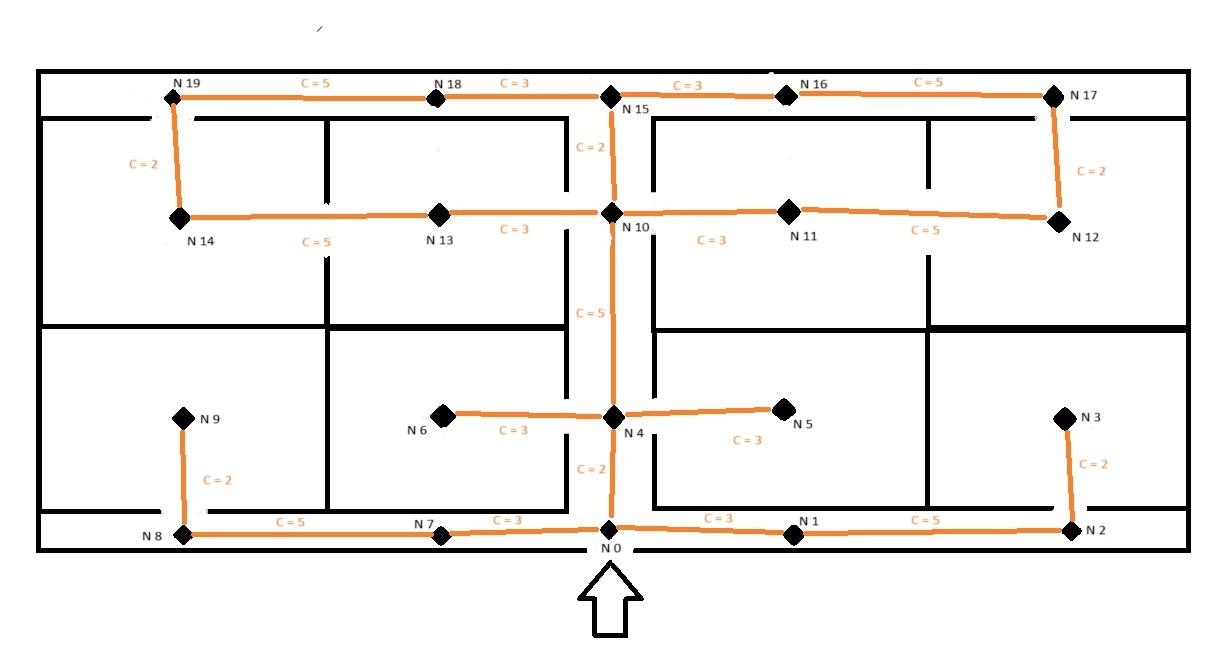 N 19
C = 5
N 18
C = 3
N 15
C = 3
N 16
C = 5
N 17
C = 2
C = 2
C = 2
N 14
C = 5
N 13
C = 3
N 10
C = 3
N 11
C = 5
N 12
C = 5
N 9
N 6
C = 3
N 4
C = 3
N 5
N 3
C = 2
C = 2
C = 2
N 8
C = 5
N 7
C = 3
N 0
C = 3
N 1
C = 5
N 2